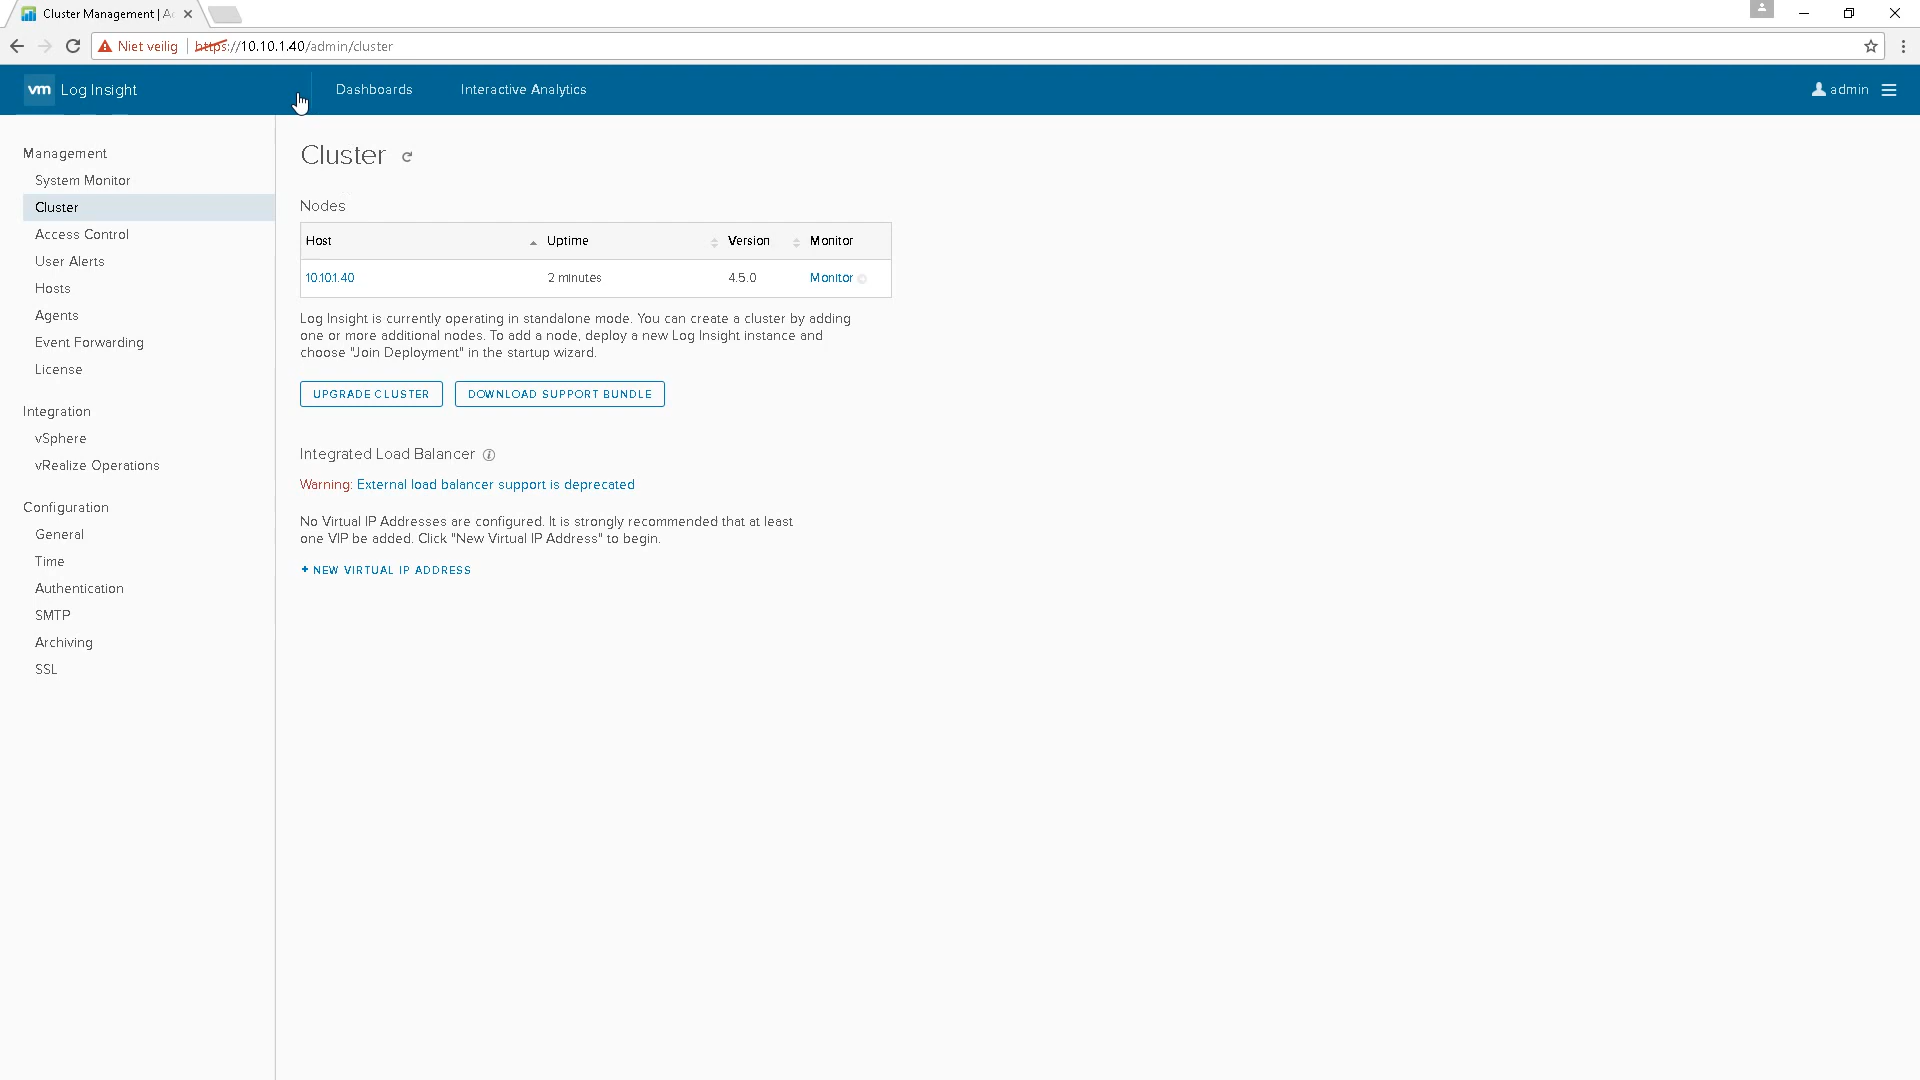 Cluster Management | A
Niet veilig https://10.10.1.40/admin/cluster
vm Log Insight
Dashboards
Interactive Analytics
admin
Management
System Monitor
Cluster
Access Control
User Alerts
Hosts
Agents
Event Forwarding
License
Integration
vSphere
vRealize Operations
Configuration
General
Time
Authentication
SMTP
Archiving
SSL
Cluster
Nodes
Host Uptime Version Monitor
10.10.1.40 2 minutes 4.5.0 Monitor
Log Insight is currently operating in standalone mode. You can create a cluster by adding
one or more additional nodes. To add a node, deploy a new Log Insight instance and
choose "Join Deployment" in the startup wizard.
UPGRADE CLUSTER
DOWNLOAD SUPPORT BUNDLE
Integrated Load Balancer
Warning: External load balancer support is deprecated
No Virtual IP Addresses are configured. It is strongly recommended that at least
one VIP be added. Click "New Virtual IP Address" to begin.
+ NEW VIRTUAL IP ADDRESS